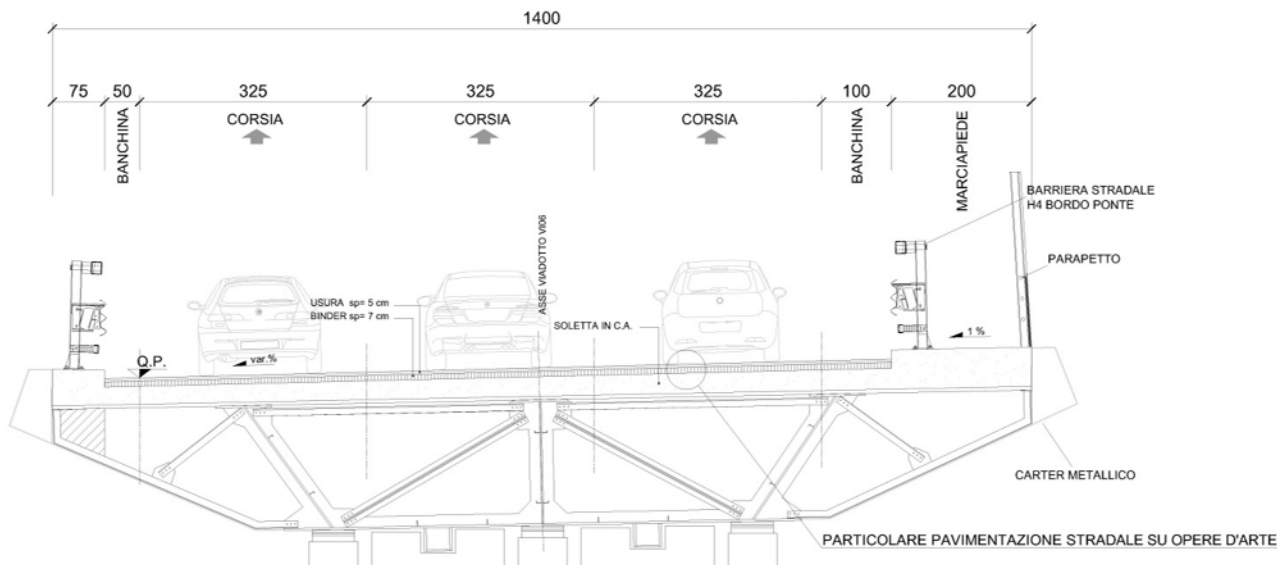 1400
75 50 325 325 325 100 200
CORSIA CORSIA CORSIA
BANCHINA
BANCHINA
MARCIAPIEDE
BARRIERA STRADALE
H4 BORDO PONTE
ASSE VIADOTTO VI06
PARAPETTO
USURA sp= 5 cm
BINDER sp= 7 cm
SOLETTA IN C.A.
1 %
Q.P.
var.%
CARTER METALLICO
PARTICOLARE PAVIMENTAZIONE STRADALE SU OPERE D'ARTE